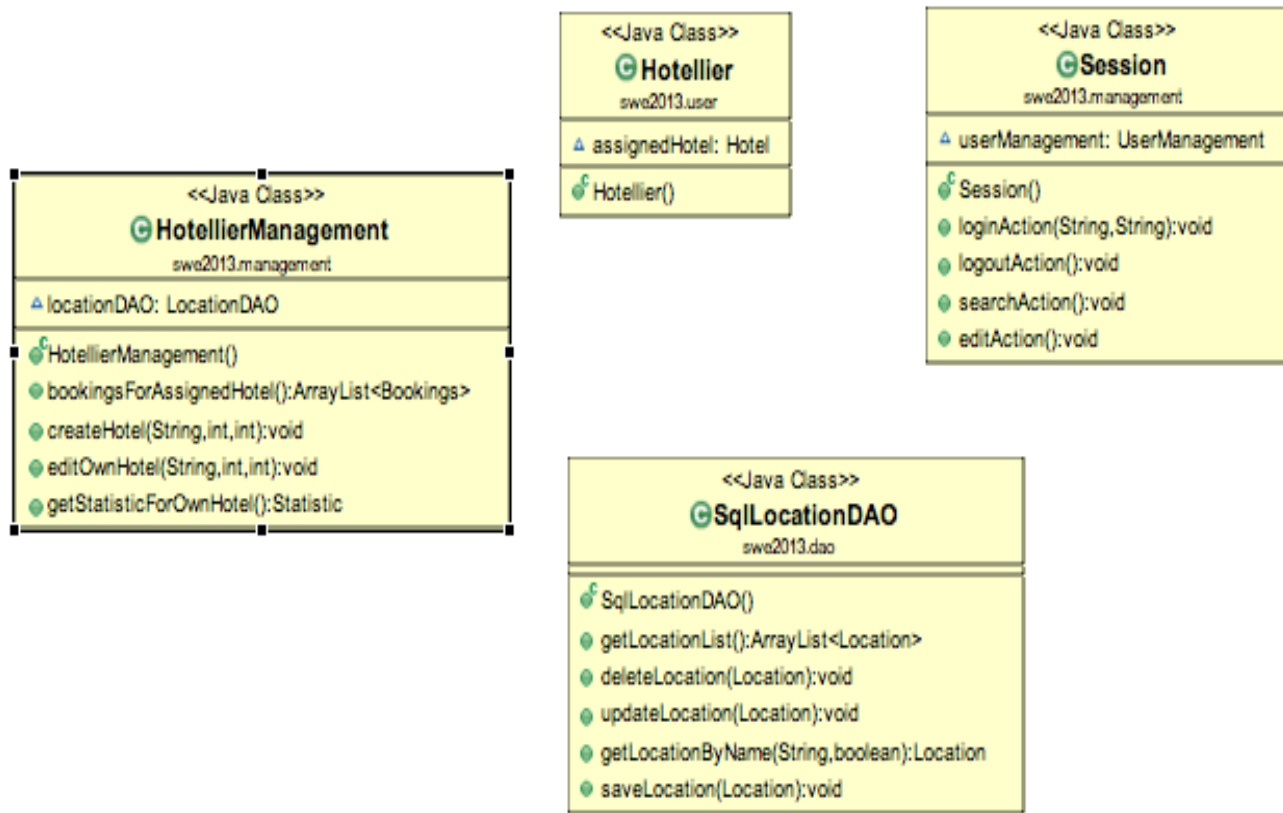 <<Java Class>>
Hotellier
swe2013.user
assignedHotel: Hotel
Hotellier()
<<Java Class>>
Session
swe2013.management
userManagement: UserManagement
Session()
loginAction(String,String):void
logoutAction():void
searchAction():void
editAction():void
<<Java Class>>
HotellierManagement
swe2013.management
locationDAO: LocationDAO
HotellierManagement()
bookingsForAssignedHotel():ArrayList<Bookings>
createHotel(String,int,int):void
editOwnHotel(String,int,int):void
getStatisticForOwnHotel():Statistic
<<Java Class>>
SqlLocationDAO
swe2013.dao
SqlLocationDAO()
getLocationList():ArrayList<Location>
deleteLocation(Location):void
updateLocation(Location):void
getLocationByName(String,boolean):Location
saveLocation(Location):void